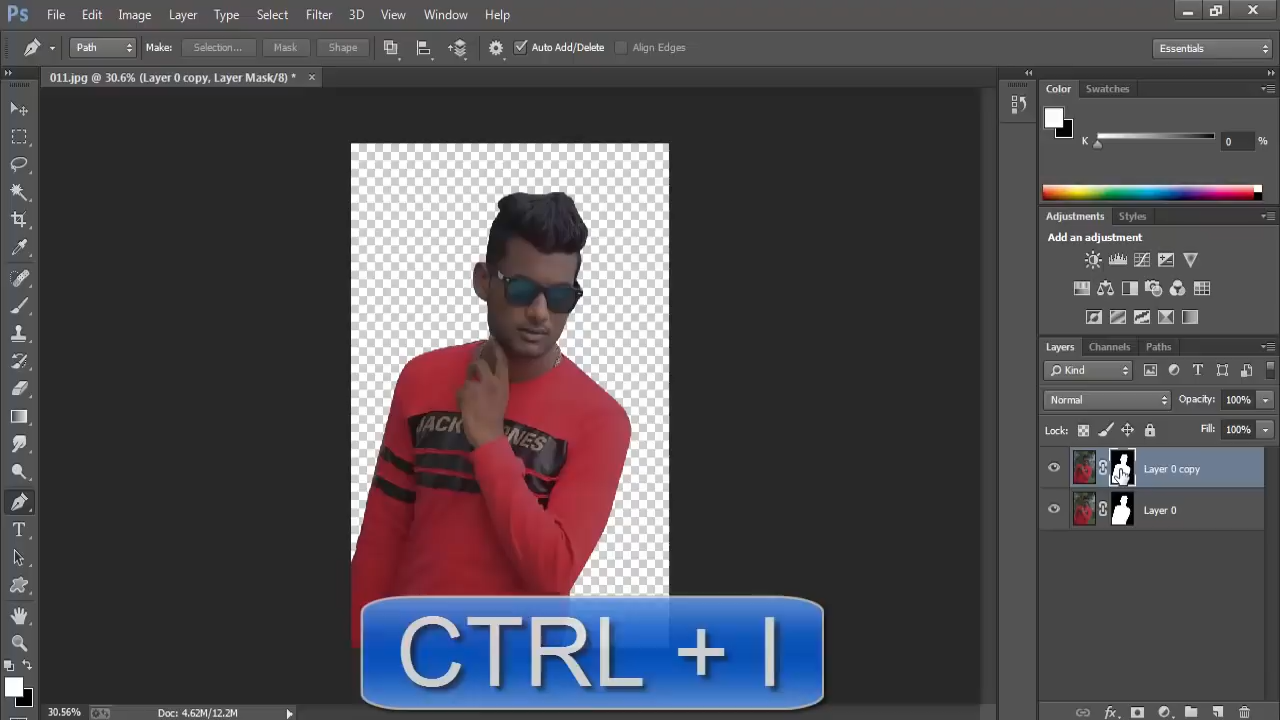 Ps File Edit Image Layer Type Select Filter 3D View Window Help
Path Make: Selection... Mask Shape Auto Add/Delete Align Edges Essentials
011.jpg @ 30.6% (Layer 0 copy, Layer Mask/8) * ×
Color Swatches
K 0 %
Adjustments Styles
Add an adjustment
Layers Channels Paths
Kind T
Normal Opacity: 100%
Lock: Fill: 100%
Layer 0 copy
Layer 0
T
JACK JONES
CTRL + I
30.56% Doc: 4.62M/12.2M
fx